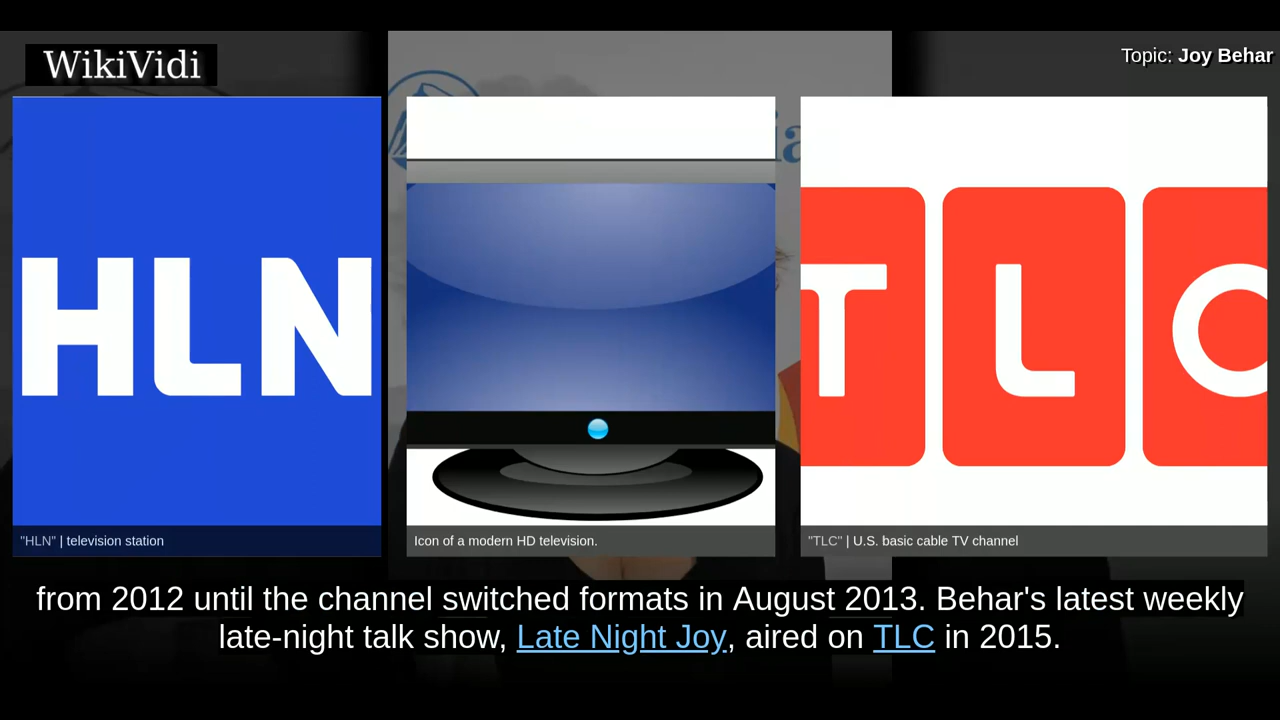 WikiVidi
Topic: Joy Behar
HLN
TLC
"HLN" | television station
Icon of a modern HD television.
"TLC" | U.S. basic cable TV channel
from 2012 until the channel switched formats in August 2013. Behar's latest weekly
late-night talk show, Late Night Joy, aired on TLC in 2015.